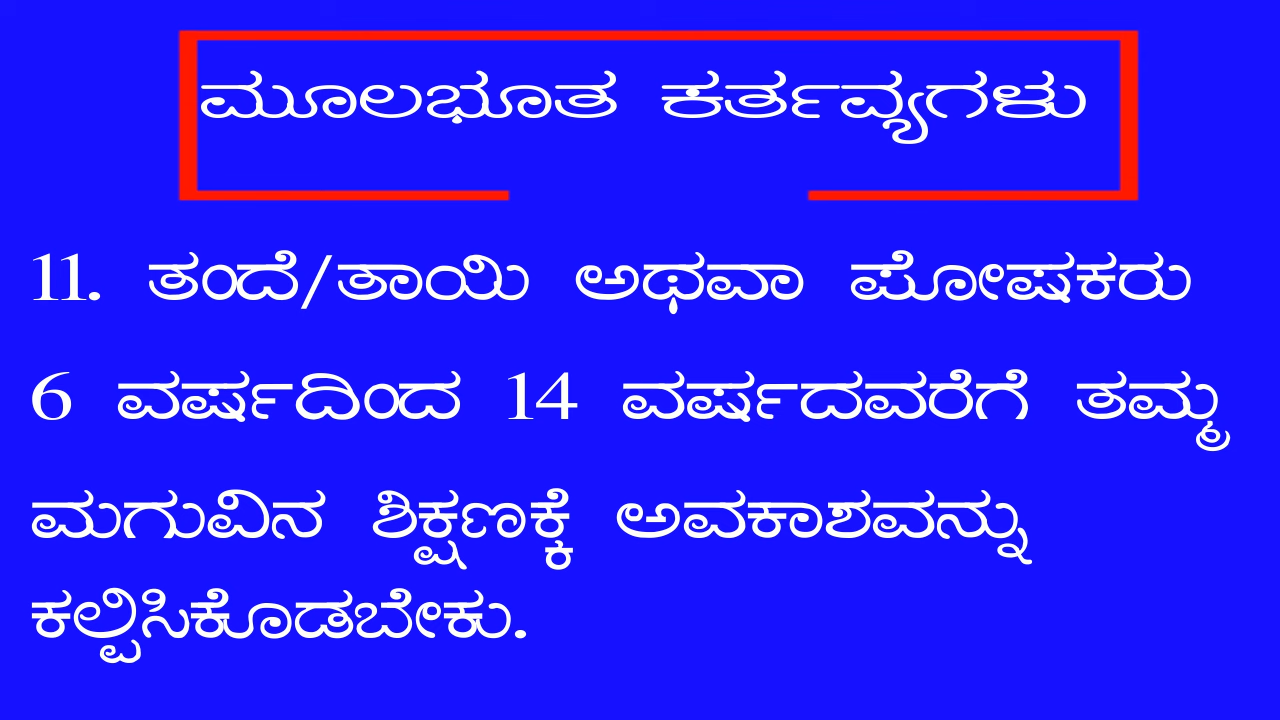 ಮೂಲಭೂತ ಕರ್ತವ್ಯಗಳು
11. ತಂದೆ/ತಾಯಿ ಅಥವಾ ಪೋಷಕರು
6 ವರ್ಷದಿಂದ 14 ವರ್ಷದವರೆಗೆ ತಮ್ಮ
ಮಗುವಿನ ಶಿಕ್ಷಣಕ್ಕೆ ಅವಕಾಶವನ್ನು
ಕಲ್ಪಿಸಿಕೊಡಬೇಕು.